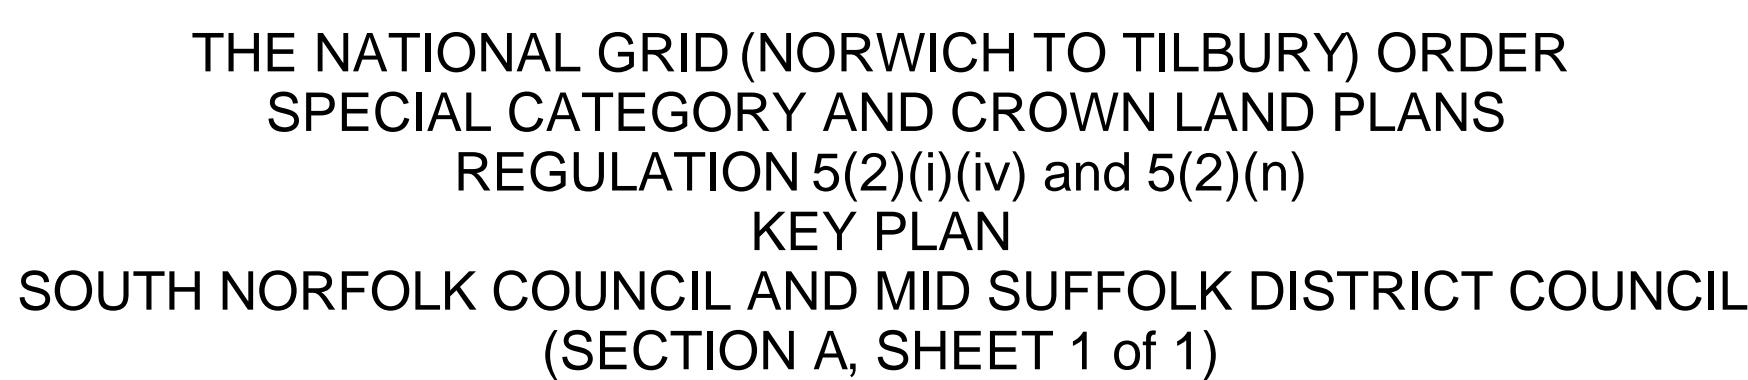 THE NATIONAL GRID (NORWICH TO TILBURY) ORDER
SPECIAL CATEGORY AND CROWN LAND PLANS
REGULATION 5(2)(i)(iv) and 5(2)(n)
KEY PLAN
SOUTH NORFOLK COUNCIL AND MID SUFFOLK DISTRICT COUNCIL
(SECTION A, SHEET 1 of 1)